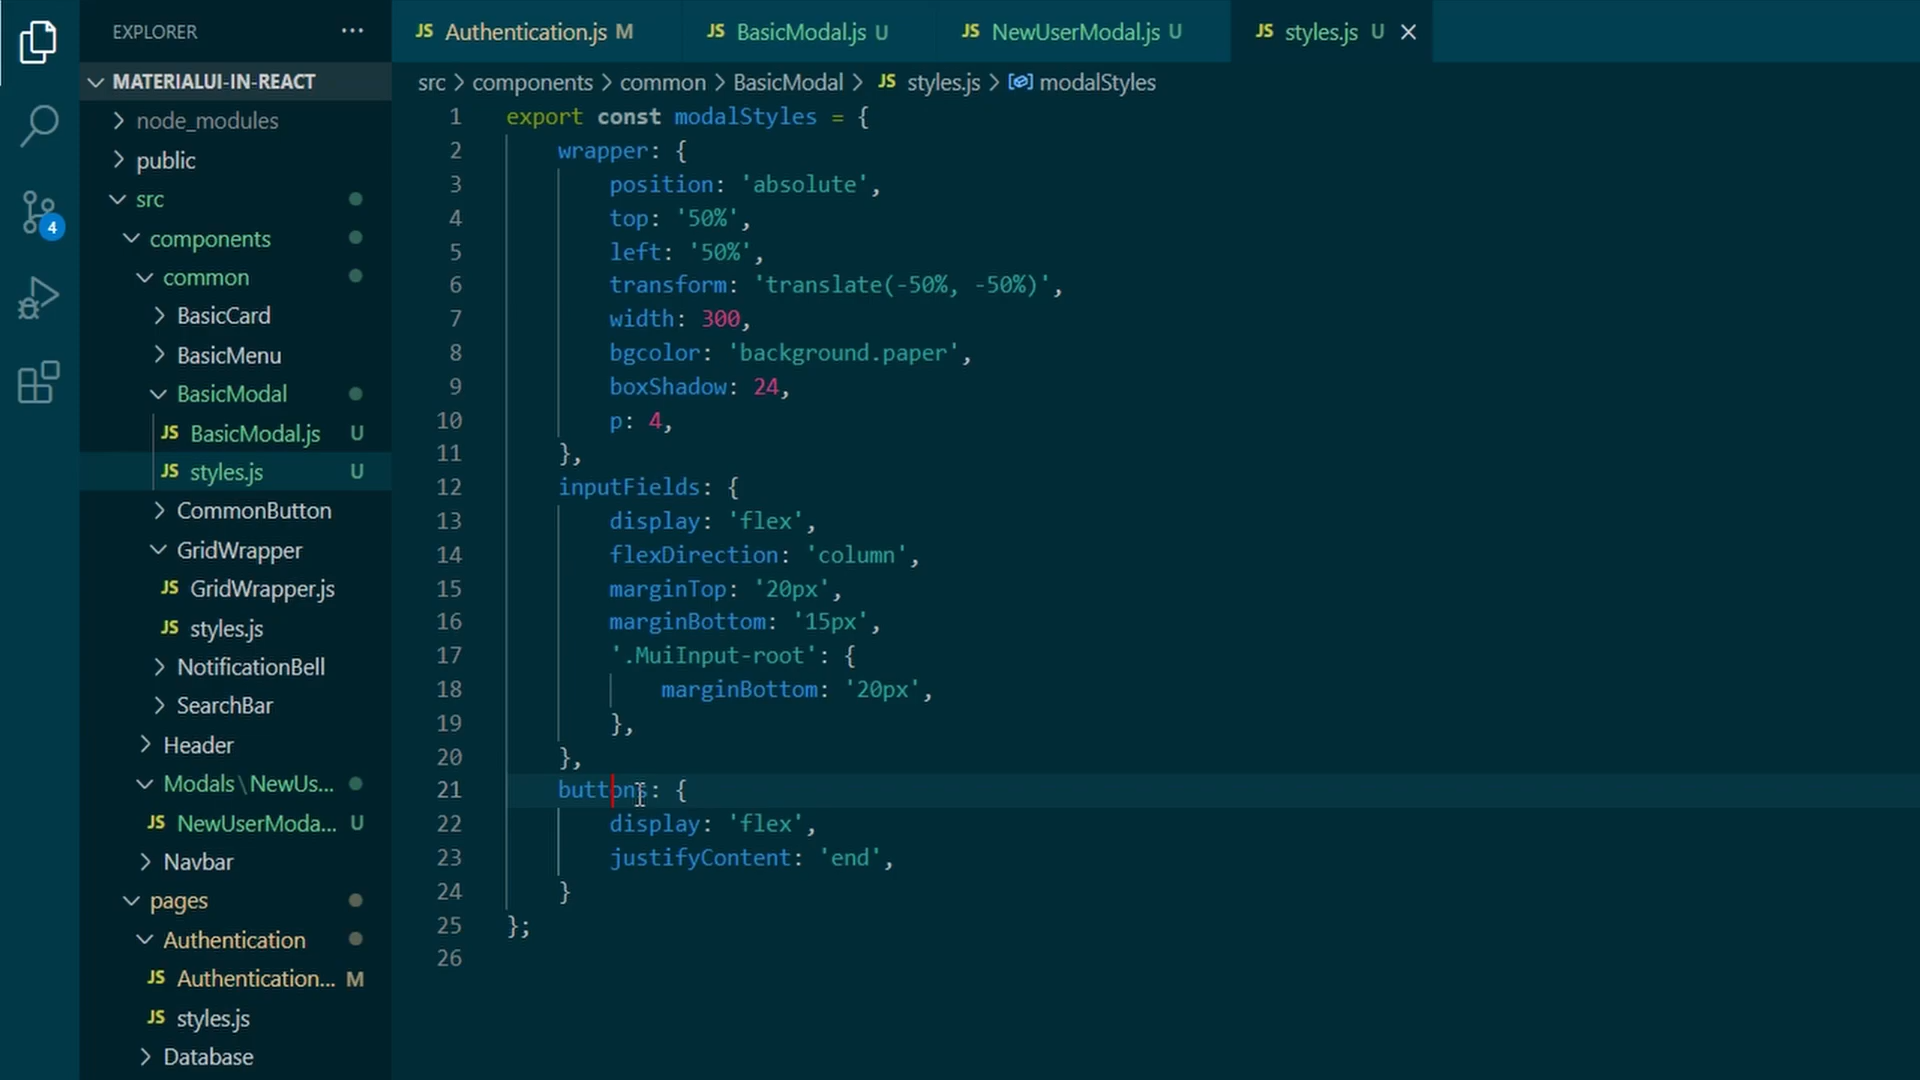 EXPLORER
MATERIALUI-IN-REACT
node_modules
public
src
components
common
BasicCard
BasicMenu
BasicModal
JS BasicModal.js U
JS styles.js U
CommonButton
GridWrapper
JS GridWrapper.js
JS styles.js
NotificationBell
SearchBar
Header
Modals\NewUs...
JS NewUserModa... U
Navbar
pages
Authentication
JS Authentication... M
JS styles.js
Database
4
JS Authentication.js M
JS BasicModal.js U
JS NewUserModal.js U
JS styles.js U
src > components > common > BasicModal > JS styles.js > modalStyles
1 export const modalStyles = {
2 wrapper: {
3 position: 'absolute',
4 top: '50%',
5 left: '50%',
6 transform: 'translate(-50%, -50%)',
7 width: 300,
8 bgcolor: 'background.paper',
9 boxShadow: 24,
10 p: 4,
11 },
12 inputFields: {
13 display: 'flex',
14 flexDirection: 'column',
15 marginTop: '20px',
16 marginBottom: '15px',
17 '.MuiInput-root': {
18 marginBottom: '20px',
19 },
20 },
21 buttons: {
22 display: 'flex',
23 justifyContent: 'end',
24 }
25 };
26